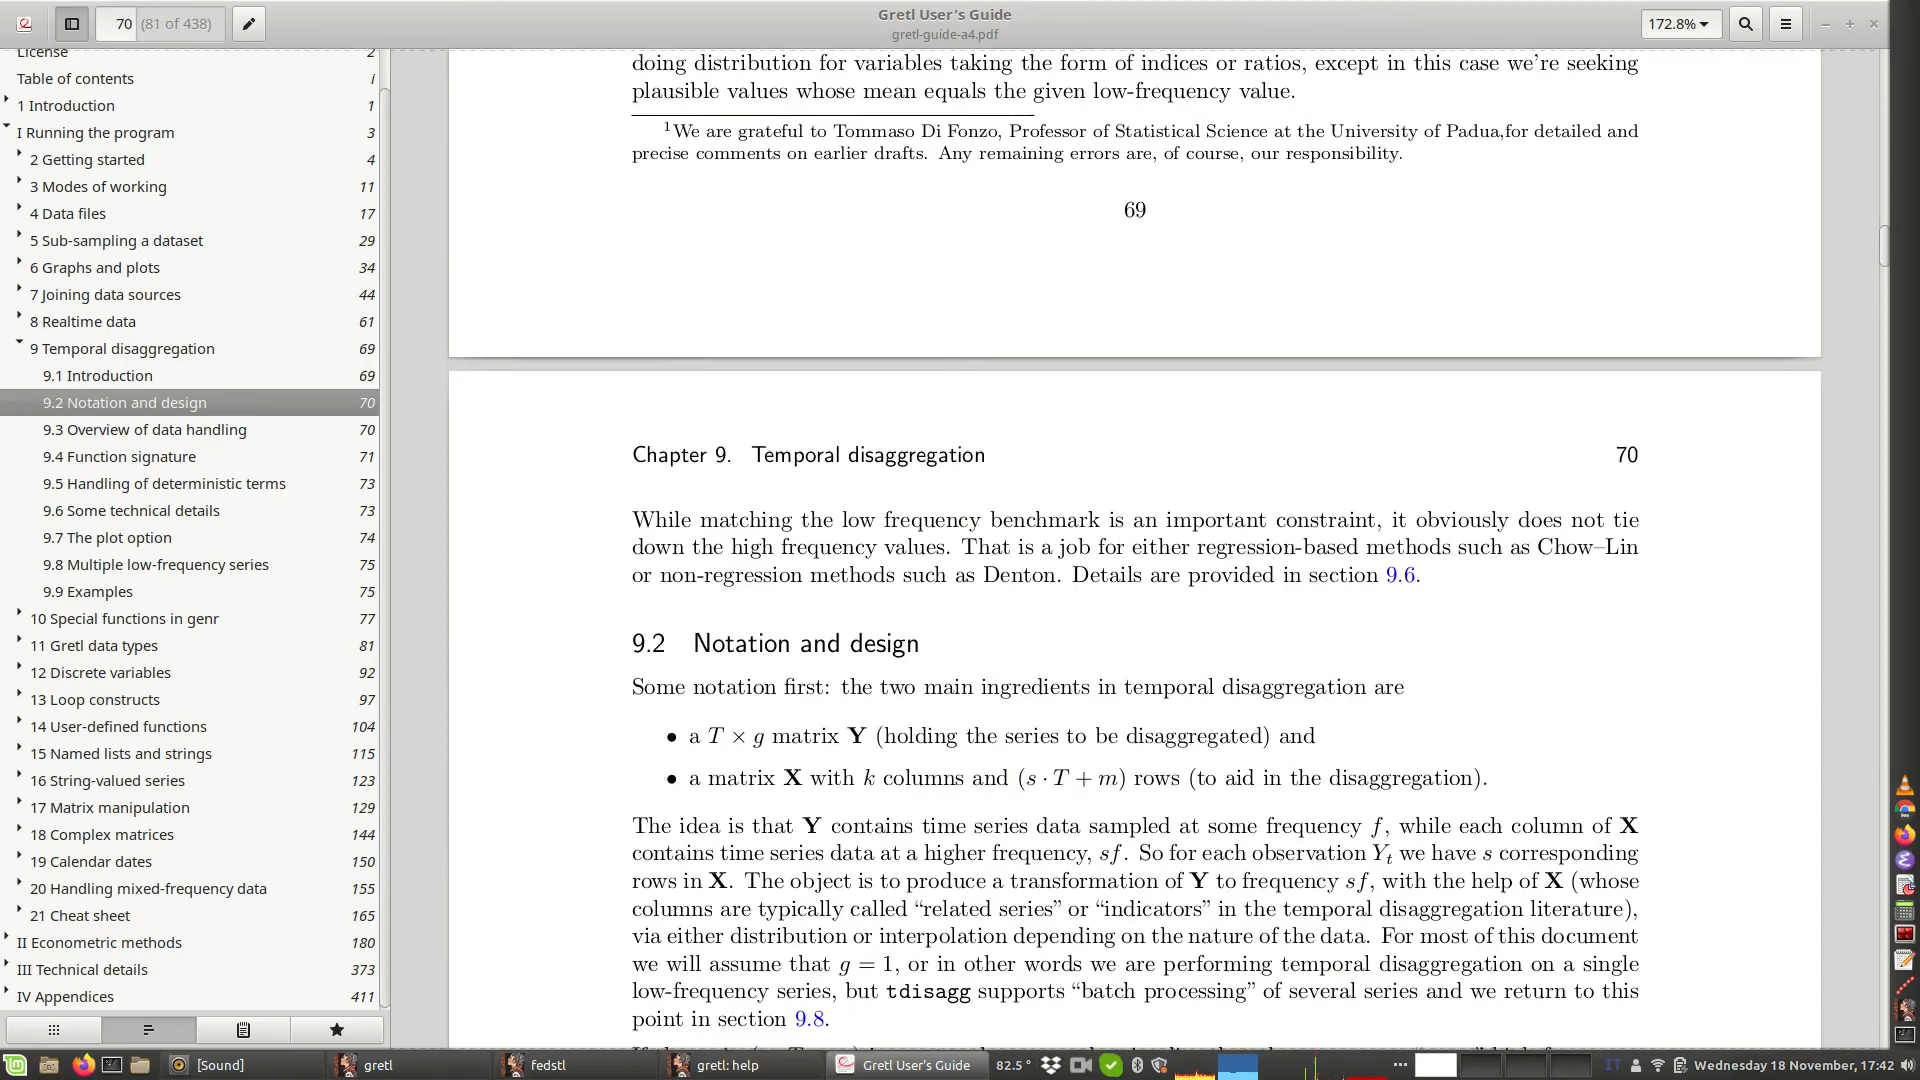 70 (81 of 438)
Gretl User's Guide
gretl-guide-a4.pdf
172.8%
License 2
Table of contents i
1 Introduction 1
I Running the program 3
2 Getting started 4
3 Modes of working 11
4 Data files 17
5 Sub-sampling a dataset 29
6 Graphs and plots 34
7 Joining data sources 44
8 Realtime data 61
9 Temporal disaggregation 69
9.1 Introduction 69
9.2 Notation and design 70
9.3 Overview of data handling 70
9.4 Function signature 71
9.5 Handling of deterministic terms 73
9.6 Some technical details 73
9.7 The plot option 74
9.8 Multiple low-frequency series 75
9.9 Examples 75
10 Special functions in genr 77
11 Gretl data types 81
12 Discrete variables 92
13 Loop constructs 97
14 User-defined functions 104
15 Named lists and strings 115
16 String-valued series 123
17 Matrix manipulation 129
18 Complex matrices 144
19 Calendar dates 150
20 Handling mixed-frequency data 155
21 Cheat sheet 165
II Econometric methods 180
III Technical details 373
IV Appendices 411
doing distribution for variables taking the form of indices or ratios, except in this case we're seeking
plausible values whose mean equals the given low-frequency value.
1We are grateful to Tommaso Di Fonzo, Professor of Statistical Science at the University of Padua,for detailed and
precise comments on earlier drafts. Any remaining errors are, of course, our responsibility.
69
Chapter 9. Temporal disaggregation 70
While matching the low frequency benchmark is an important constraint, it obviously does not tie
down the high frequency values. That is a job for either regression-based methods such as Chow–Lin
or non-regression methods such as Denton. Details are provided in section 9.6.
9.2 Notation and design
Some notation first: the two main ingredients in temporal disaggregation are
• a T × g matrix Y (holding the series to be disaggregated) and
• a matrix X with k columns and (s · T + m) rows (to aid in the disaggregation).
The idea is that Y contains time series data sampled at some frequency f, while each column of X
contains time series data at a higher frequency, sf. So for each observation Yt we have s corresponding
rows in X. The object is to produce a transformation of Y to frequency sf, with the help of X (whose
columns are typically called “related series” or “indicators” in the temporal disaggregation literature),
via either distribution or interpolation depending on the nature of the data. For most of this document
we will assume that g = 1, or in other words we are performing temporal disaggregation on a single
low-frequency series, but tdisagg supports “batch processing” of several series and we return to this
point in section 9.8.
[Sound] gretl fedstl gretl: help Gretl User's Guide 82.5 ° IT Wednesday 18 November, 17:42